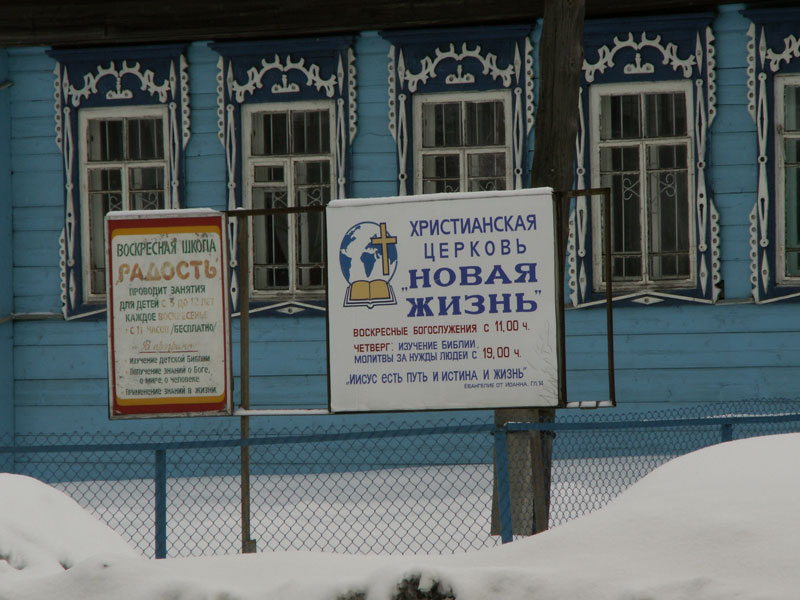 ВОСКРЕСНАЯ ШКОЛА
"РАДОСТЬ"
ПРОВОДИТ ЗАНЯТИЯ
ДЛЯ ДЕТЕЙ С 3 ДО 12 ЛЕТ
КАЖДОЕ ВОСКРЕСЕНЬЕ
С 11 ЧАСОВ /БЕСПЛАТНО/
В программе:
- Изучение детской Библии
- Получение знаний о Боге,
о мире, о человеке
- Применение знаний в жизни.
ХРИСТИАНСКАЯ
ЦЕРКОВЬ
„НОВАЯ
ЖИЗНЬ"
ВОСКРЕСНЫЕ БОГОСЛУЖЕНИЯ С 11,00 Ч.
ЧЕТВЕРГ, ИЗУЧЕНИЕ БИБЛИИ,
МОЛИТВЫ ЗА НУЖДЫ ЛЮДЕЙ С 19,00 Ч.
„ИИСУС ЕСТЬ ПУТЬ И ИСТИНА И ЖИЗНЬ"
ЕВАНГЕЛИЕ ОТ ИОАННА, ГЛ.14